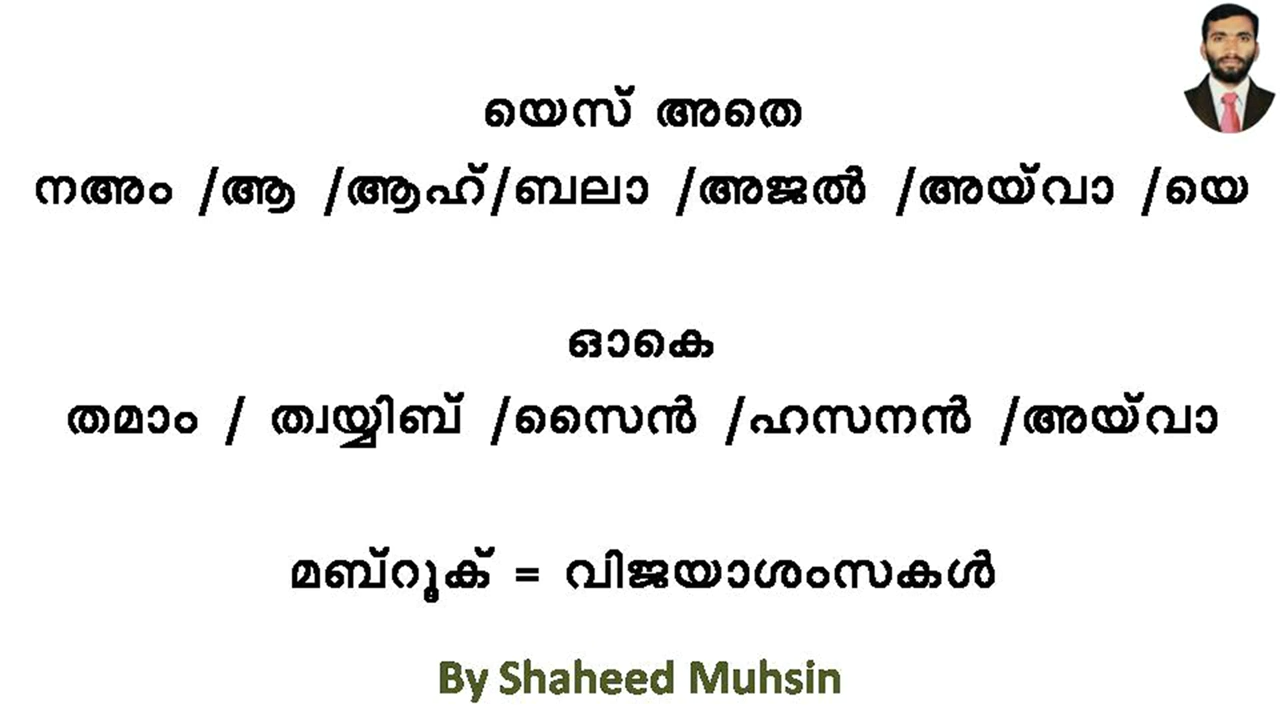 യെസ് അതെ
നഅം /ആ /ആഹ്/ബലാ /അജൽ /അയ്‌വാ /യെ
ഓകെ
തമാം / ത്വയ്യിബ് /സൈൻ /ഹസനൻ /അയ്‌വാ
മബ്റൂക് = വിജയാശംസകൾ
By Shaheed Muhsin